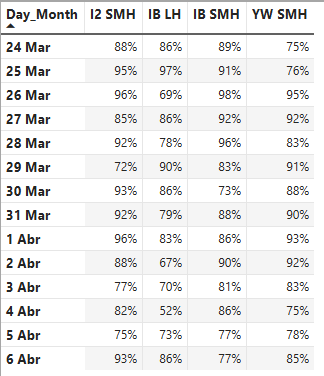 Day_Month I2 SMH IB LH IB SMH YW SMH
24 Mar 88% 86% 89% 75%
25 Mar 95% 97% 91% 76%
26 Mar 96% 69% 98% 95%
27 Mar 85% 86% 92% 92%
28 Mar 92% 78% 96% 83%
29 Mar 72% 90% 83% 91%
30 Mar 93% 86% 73% 88%
31 Mar 92% 79% 88% 90%
1 Abr 96% 83% 86% 93%
2 Abr 88% 67% 90% 92%
3 Abr 77% 70% 81% 83%
4 Abr 82% 52% 86% 75%
5 Abr 75% 73% 77% 78%
6 Abr 93% 86% 77% 85%